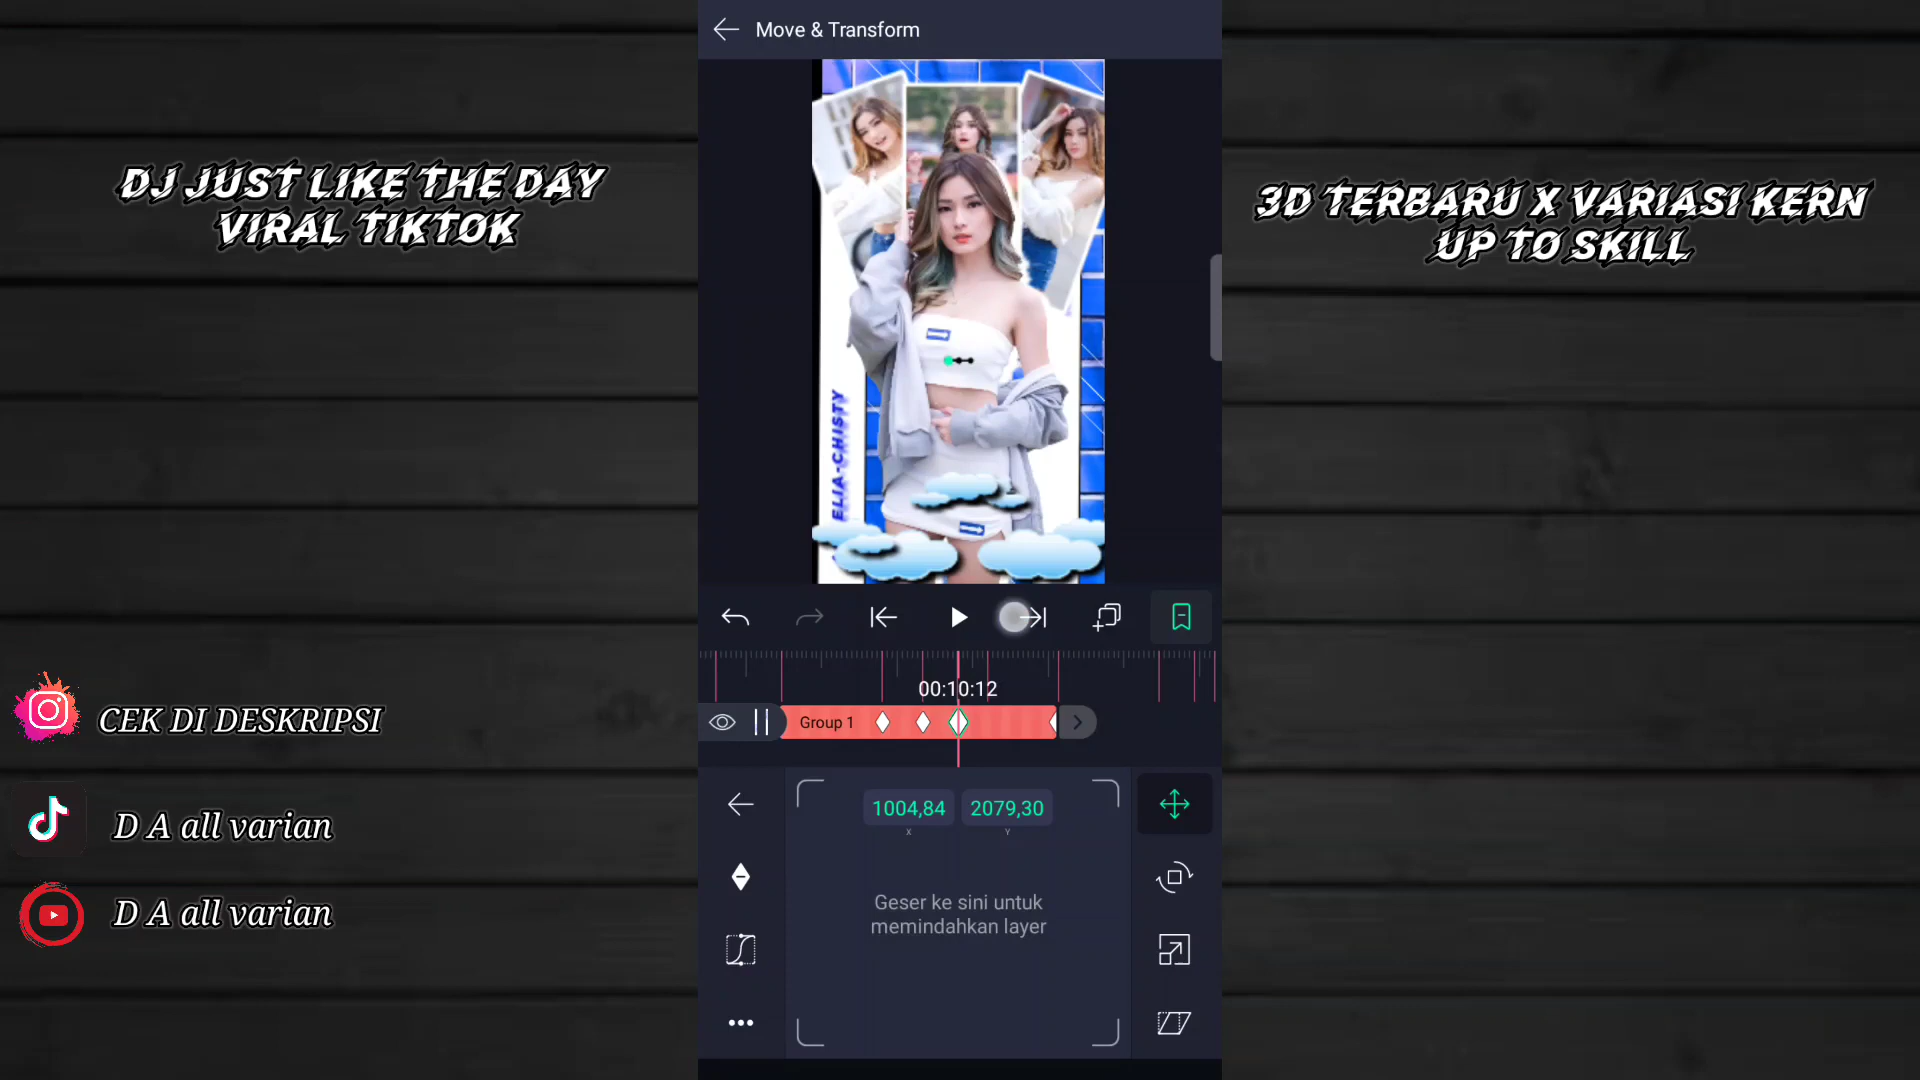 Move & Transform
DJ JUST LIKE THE DAY
VIRAL TIKTOK
3D TERBARU X VARIASI KERN
UP TO SKILL
ELIA-CHISTY
00:10:12
Group 1
1004,84
2079,30
X
Y
Geser ke sini untuk
memindahkan layer
CEK DI DESKRIPSI
D A all varian
D A all varian